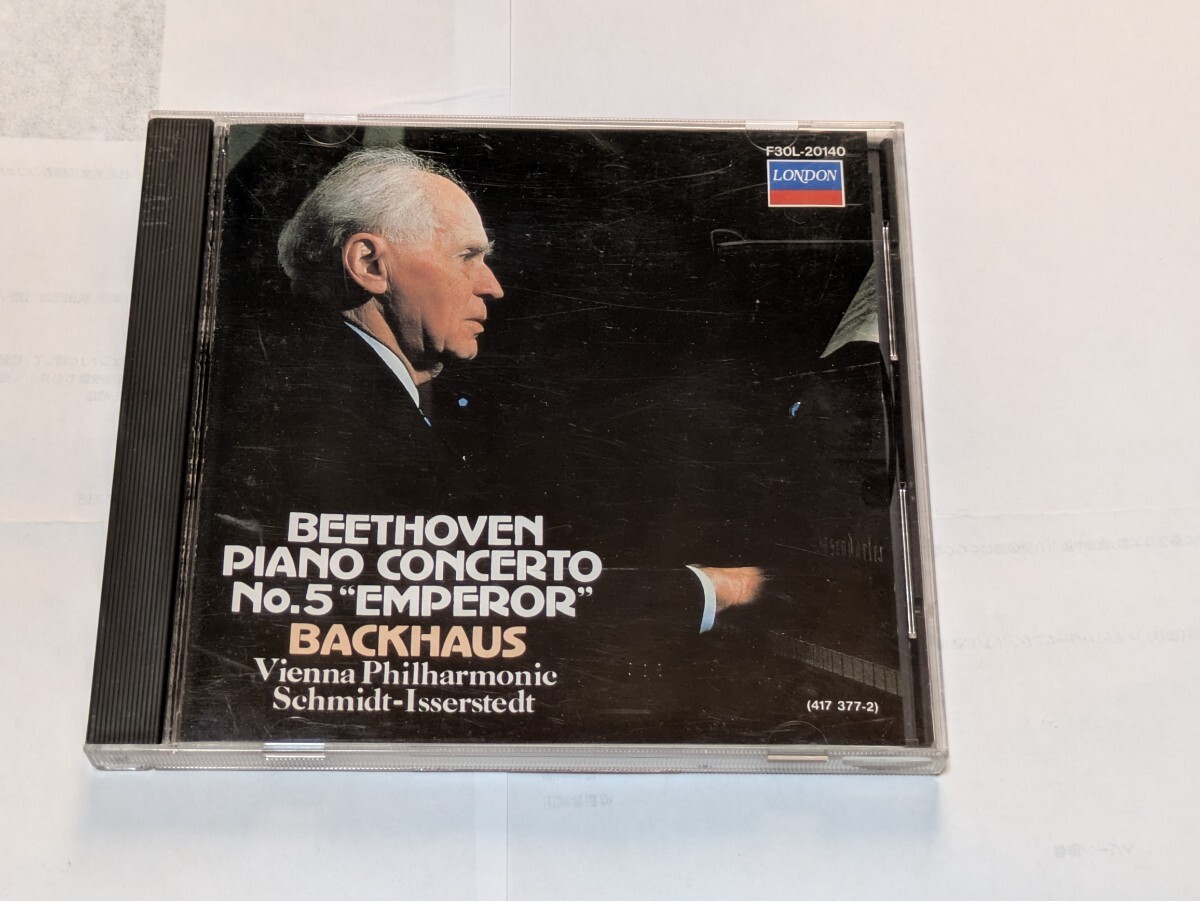 F30L-20140
LONDON
BEETHOVEN
PIANO CONCERTO
No.5 “EMPEROR”
BACKHAUS
Vienna Philharmonic
Schmidt-Isserstedt
(417 377-2)